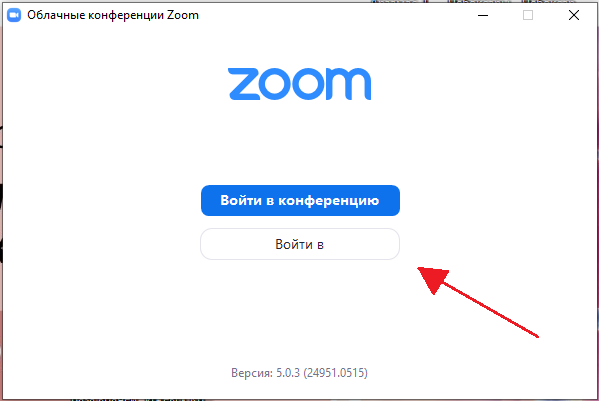 Облачные конференции Zoom
zoom
Войти в конференцию
Войти в
Версия: 5.0.3 (24951.0515)